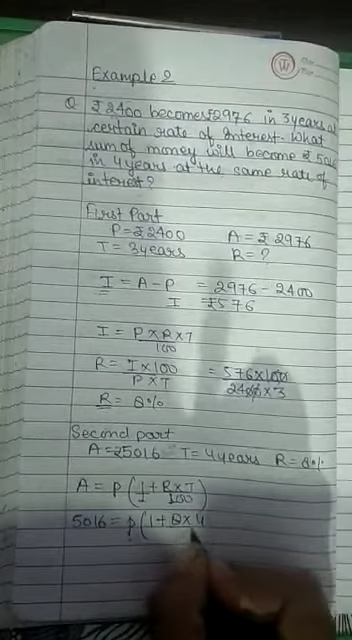 Example 2
Q ₹2400 becomes ₹2976 in 3 years at
certain rate of interest. What
sum of money will become ₹5016
in 4 years at the same rate of
interest?
First Part
P = ₹2400 A = ₹2976
T = 3 years R = ?
I = A - P = 2976 - 2400
I = ₹576
I = P × R × T / 100
R = I × 100 / P × T = 576 × 100 / 2400 × 3
R = 8%
Second part
A = ₹5016 T = 4 years R = 8%
A = P (1 + R × T / 100)
5016 = P (1 + 8 × 4